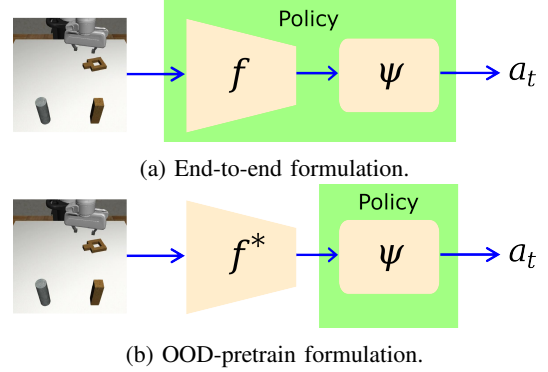 Policy
f
ψ
a_t
(a) End-to-end formulation.
Policy
f*
ψ
a_t
(b) OOD-pretrain formulation.